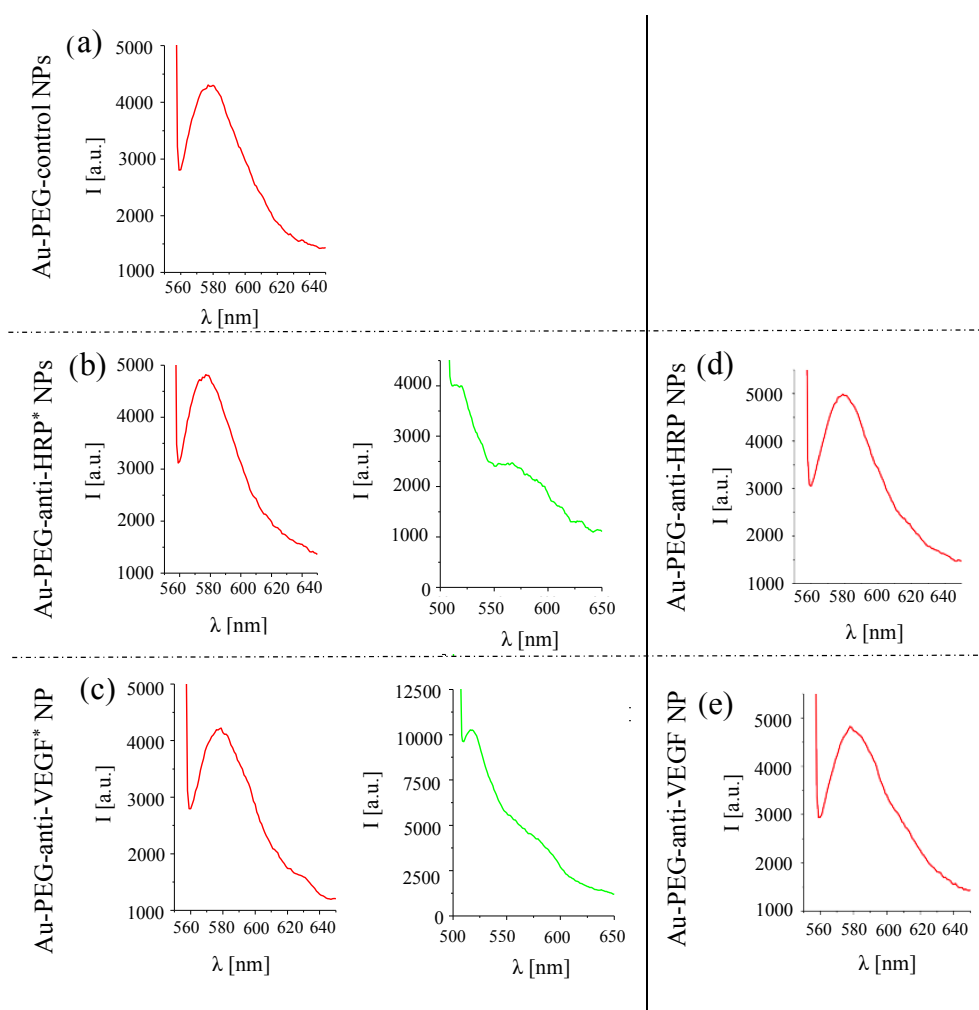 Au-PEG-control NPs
(a)
I [a.u.]
5000
4000
3000
2000
1000
560 580 600 620 640
λ [nm]
Au-PEG-anti-HRP* NPs
(b)
I [a.u.]
5000
4000
3000
2000
1000
560 580 600 620 640
λ [nm]
I [a.u.]
4000
3000
2000
1000
0
500 550 600 650
λ [nm]
Au-PEG-anti-HRP NPs
(d)
I [a.u.]
5000
4000
3000
2000
1000
560 580 600 620 640
λ [nm]
Au-PEG-anti-VEGF* NP
(c)
I [a.u.]
5000
4000
3000
2000
1000
560 580 600 620 640
λ [nm]
I [a.u.]
12500
10000
7500
5000
2500
0
500 550 600 650
λ [nm]
Au-PEG-anti-VEGF NP
(e)
I [a.u.]
5000
4000
3000
2000
1000
560 580 600 620 640
λ [nm]